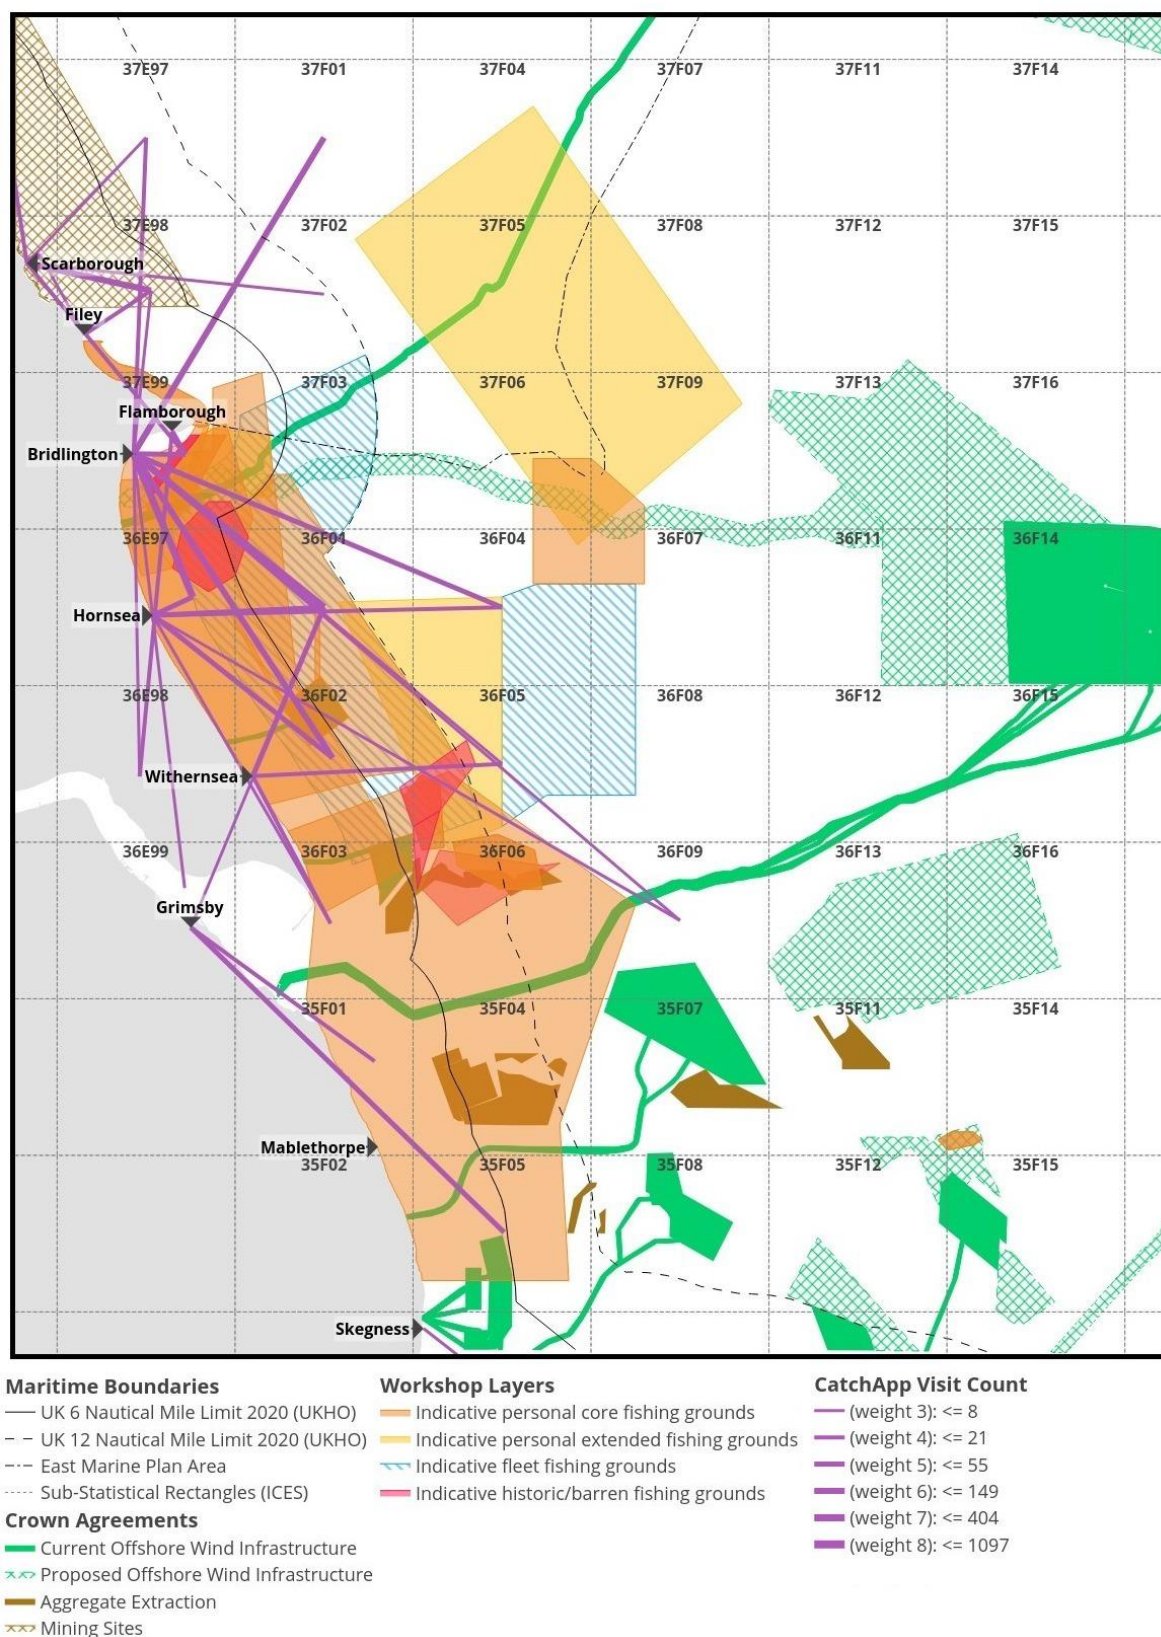 37E97 37F01 37F04 37F07 37F11 37F14
37E98 37F02 37F05 37F08 37F12 37F15
Scarborough
Filey
37E99 37F03 37F06 37F09 37F13 37F16
Flamborough
Bridlington
36E97 36F01 36F04 36F07 36F11 36F14
Hornsea
36E98 36F02 36F05 36F08 36F12 36F15
Withernsea
36E99 36F03 36F06 36F09 36F13 36F16
Grimsby
35F01 35F04 35F07 35F11 35F14
Mablethorpe
35F02 35F05 35F08 35F12 35F15
Skegness
Maritime Boundaries
UK 6 Nautical Mile Limit 2020 (UKHO)
UK 12 Nautical Mile Limit 2020 (UKHO)
East Marine Plan Area
Sub-Statistical Rectangles (ICES)
Crown Agreements
Current Offshore Wind Infrastructure
Proposed Offshore Wind Infrastructure
Aggregate Extraction
Mining Sites
Workshop Layers
Indicative personal core fishing grounds
Indicative personal extended fishing grounds
Indicative fleet fishing grounds
Indicative historic/barren fishing grounds
CatchApp Visit Count
(weight 3): <= 8
(weight 4): <= 21
(weight 5): <= 55
(weight 6): <= 149
(weight 7): <= 404
(weight 8): <= 1097